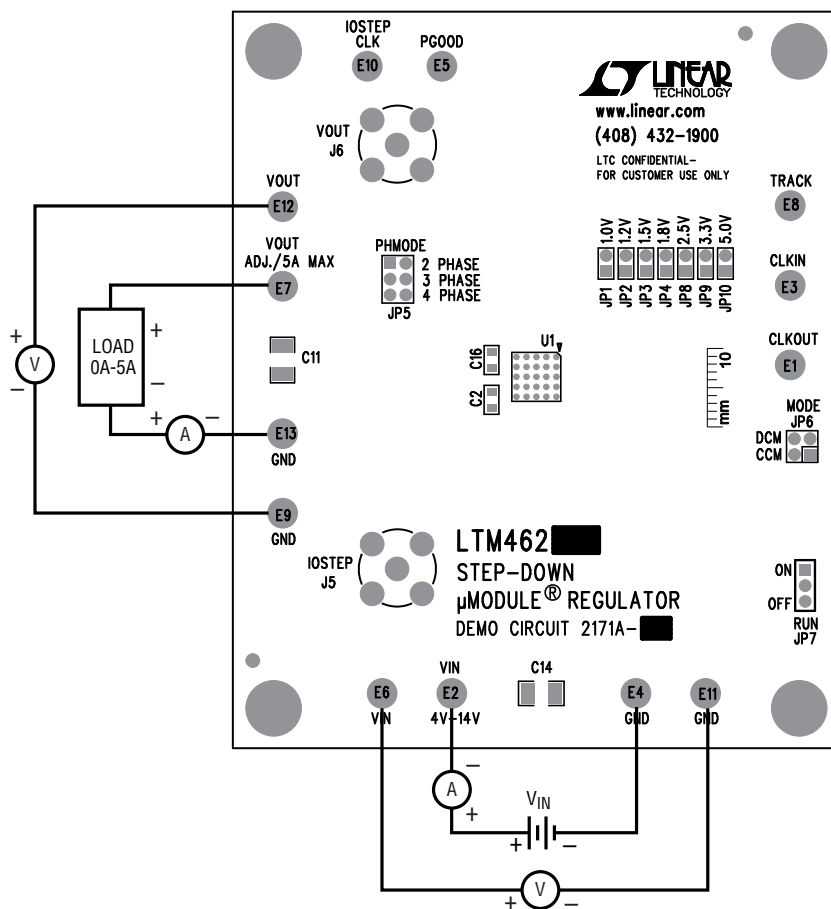 IOSTEP
CLK
E10
PGOOD
E5
LINEAR
TECHNOLOGY
www.linear.com
(408) 432-1900
LTC CONFIDENTIAL-
FOR CUSTOMER USE ONLY
VOUT
J6
VOUT
E12
VOUT
ADJ./5A MAX
E7
PHMODE
2 PHASE
3 PHASE
4 PHASE
JP5
1.0V 1.2V 1.5V 1.8V 2.5V 3.3V 5.0V
JP1 JP2 JP3 JP4 JP8 JP9 JP10
TRACK
E8
CLKIN
E3
CLKOUT
E1
+
V
–
+
LOAD
0A-5A
–
+ A –
C11
C16
C2
U1
10
mm
MODE
JP6
DCM
CCM
E13
GND
E9
GND
IOSTEP
J5
LTM462
STEP-DOWN
µMODULE® REGULATOR
DEMO CIRCUIT 2171A-
ON
OFF
RUN
JP7
E6
VIN
VIN
E2
4V-14V
C14
E4
GND
E11
GND
–
A
+
VIN
+ –
+ V –